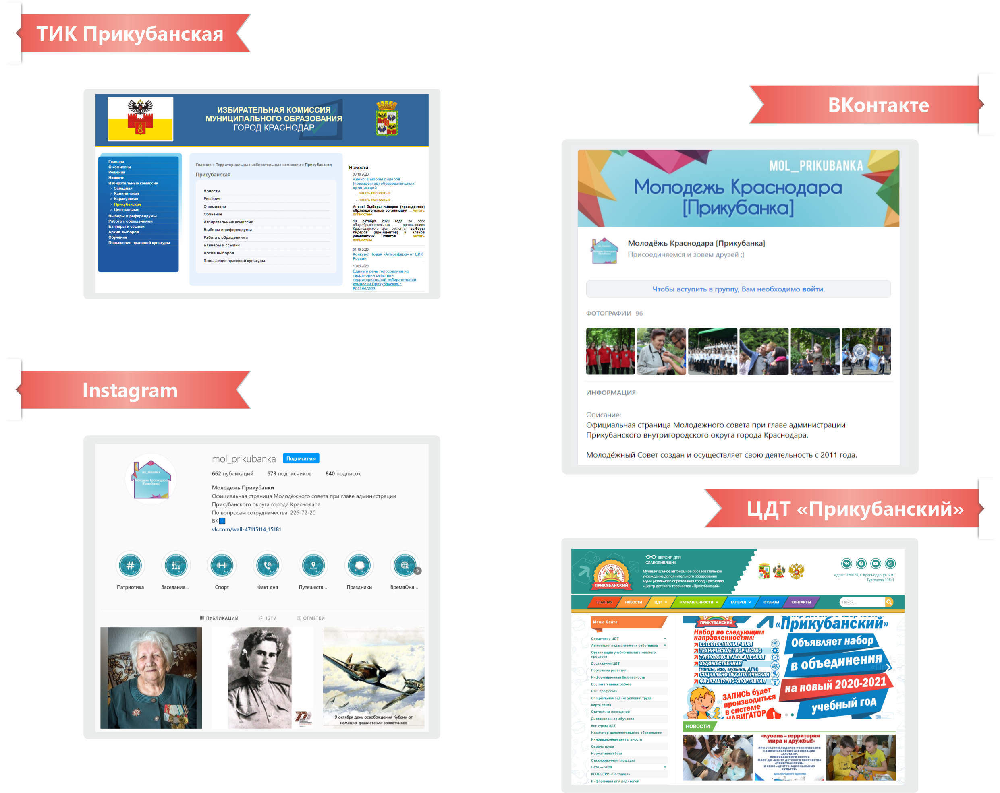 ТИК Прикубанская
ИЗБИРАТЕЛЬНАЯ КОМИССИЯ
МУНИЦИПАЛЬНОГО ОБРАЗОВАНИЯ
ГОРОД КРАСНОДАР
Главная
О комиссии
Решения
Новости
Избирательные комиссии
Западная
Калининская
Карасунская
Прикубанская
Центральная
Выборы и референдумы
Работа с обращениями
Баннеры и ссылки
Архив выборов
Обучение
Повышение правовой культуры
Главная » Территориальные избирательные комиссии » Прикубанская
Прикубанская
Новости
Решения
О комиссии
Обучение
Избирательные комиссии
Выборы и референдумы
Работа с обращениями
Баннеры и ссылки
Архив выборов
Повышение правовой культуры
Новости
09.10.2020
Анонс! Выборы лидеров
(президентов) образовательных
организаций
... читать полностью
... читать полностью
Анонс! Выборы лидеров (президентов)
образовательных организаций ... читать
полностью
19 октября 2020 года во всех
общеобразовательных организациях
Краснодарского края состоятся выборы
лидеров (президентов) и членов
ученических Советов. ... читать
полностью
01.10.2020
Конкурс! Новая «Атмосфера» от ЦИК
России
18.09.2020
Единый день голосования на
территории действия
территориальной избирательной
комиссии Прикубанская г.
Краснодара
ВКонтакте
MOL_PRIKUBANKA
Молодежь Краснодара
[Прикубанка]
Молодёжь Краснодара [Прикубанка]
Присоединяемся и зовем друзей ;)
Чтобы вступить в группу, Вам необходимо войти.
ФОТОГРАФИИ 96
ИНФОРМАЦИЯ
Описание:
Официальная страница Молодежного совета при главе администрации
Прикубанского внутригородского округа города Краснодара.
Молодёжный Совет создан и осуществляет свою деятельность с 2011 года.
Instagram
MOL_PRIKUBANKA
Молодежь Краснодара
[Прикубанка]
mol_prikubanka Подписаться
662 публикаций 673 подписчиков 840 подписок
Молодежь Прикубанки
Официальная страница Молодёжного совета при главе администрации
Прикубанского округа города Краснодара
По вопросам сотрудничества: 226-72-20
ВК
vk.com/wall-47115114_15181
Патриотика Заседания... Спорт Факт дня Путешеств... Праздники ВремяОнл...
ПУБЛИКАЦИИ IGTV ОТМЕТКИ
9 октября день освобождения Кубани от
немецко-фашистских захватчиков
ЦДТ «Прикубанский»
ПРИКУБАНСКИЙ
ВЕРСИЯ ДЛЯ
СЛАБОВИДЯЩИХ
Муниципальное автономное образовательное
учреждение дополнительного образования
муниципального образования город Краснодар
«Центр детского творчества «Прикубанский»
Адрес: 350078, г. Краснодар, ул. им.
Тургенева 195/1
ГЛАВНАЯ НОВОСТИ ЦДТ НАПРАВЛЕННОСТИ ГАЛЕРЕЯ ОТЗЫВЫ КОНТАКТЫ Поиск...
Меню Сайта
Сведения о ЦДТ
Аттестация педагогических работников
Организация учебно-воспитательного
процесса
Достижения ЦДТ
Программа развития
Информационная безопасность
Воспитательная работа
Наш профсоюз
Специальная оценка условий труда
Карта сайта
Статистика посещений
Дистанционное обучение
Конкурсы ЦДТ
Навигатор дополнительного образования
Инновационная деятельность
Охрана труда
Нормативная база
Стажировочная площадка
Лето — 2020
КГООСТРИ «Лестница»
Информация для родителей
ПРИКУБАНСКИЙ
«Прикубанский»
Набор по следующим
направленностям:
ЕСТЕСТВЕННОНАУЧНАЯ
ТЕХНИЧЕСКОЕ ТВОРЧЕСТВО
ТУРИСТСКО-КРАЕВЕДЧЕСКАЯ
ХУДОЖЕСТВЕННАЯ
(танцы, изо, музыка, ДПИ)
СОЦИАЛЬНО-ПЕДАГОГИЧЕСКАЯ
ФИЗКУЛЬТУРНО-СПОРТИВНАЯ
ЗАПИСЬ будет
производиться
в системе
НАВИГАТОР
Объявляет набор
в объединения
на новый 2020-2021
учебный год
НОВОСТИ
«Кубань – территория
мира и дружбы!»
ПРИ УЧАСТИИ ЛИДЕРОВ УЧЕНИЧЕСКОГО
САМОУПРАВЛЕНИЯ АССОЦИАЦИИ
«АЛЬТАИР»
ПРИКУБАНСКОГО ОКРУГА
МАОУ ДО «ЦЕНТР ДЕТСКОГО ТВОРЧЕСТВА
«ПРИКУБАНСКИЙ»
И ККОО «ЦЕНТР НАЦИОНАЛЬНЫХ
КУЛЬТУР»
ДЕНЬ НАРОДНОГО ЕДИНСТВА